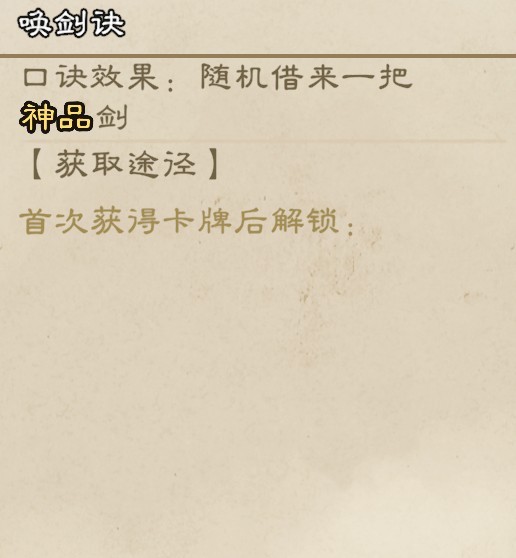 唤剑诀
口诀效果：随机借来一把
神品剑
【获取途径】
首次获得卡牌后解锁：